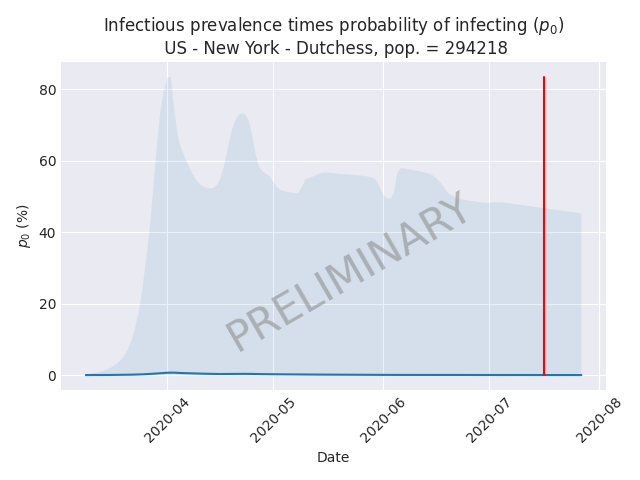 Infectious prevalence times probability of infecting (p₀)
US - New York - Dutchess, pop. = 294218
80
60
40
20
0
p₀ (%)
PRELIMINARY
2020-04
2020-05
2020-06
2020-07
2020-08
Date